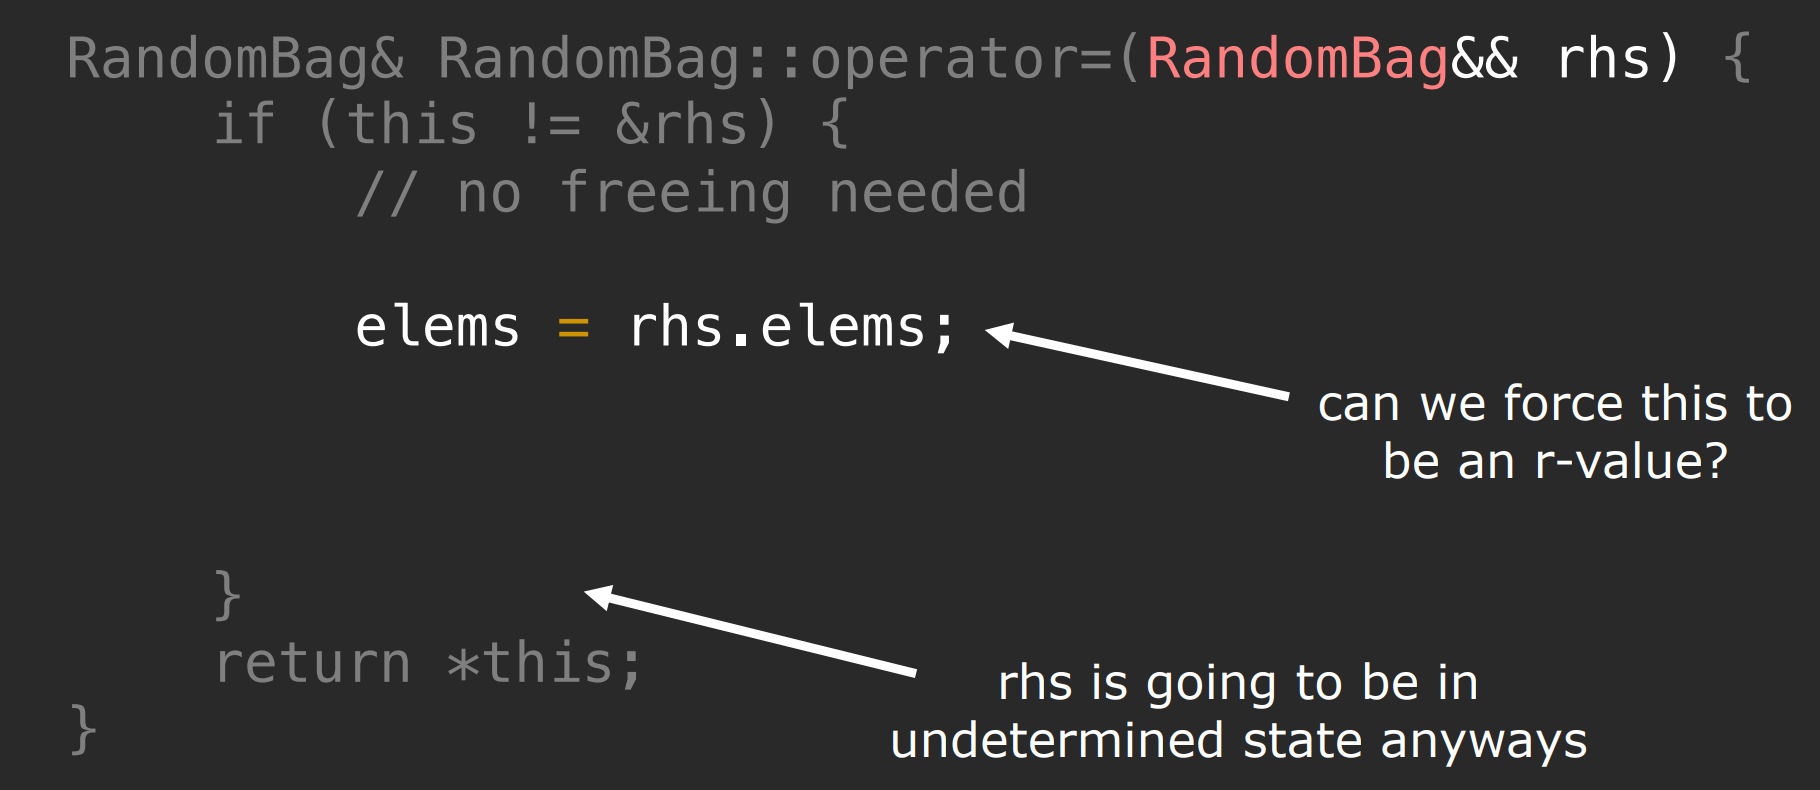 RandomBag& RandomBag::operator=(RandomBag&& rhs) {
if (this != &rhs) {
// no freeing needed
elems = rhs.elems;
can we force this to
be an r-value?
}
return *this;
rhs is going to be in
undetermined state anyways
}